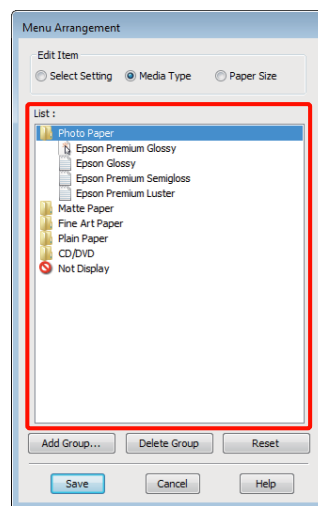 Menu Arrangement
Edit Item
Select Setting Media Type Paper Size
List :
Photo Paper
Epson Premium Glossy
Epson Glossy
Epson Premium Semigloss
Epson Premium Luster
Matte Paper
Fine Art Paper
Plain Paper
CD/DVD
Not Display
Add Group... Delete Group Reset
Save Cancel Help